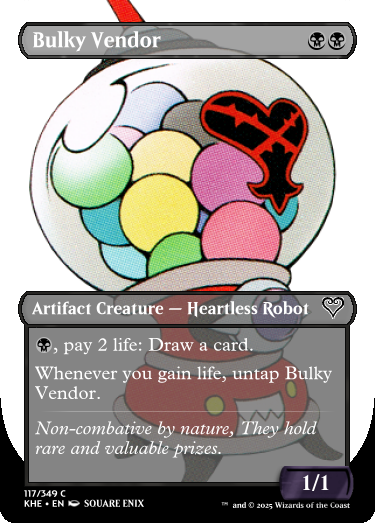 Bulky Vendor
Artifact Creature — Heartless Robot
, pay 2 life: Draw a card.
Whenever you gain life, untap Bulky
Vendor.
Non-combative by nature, They hold
rare and valuable prizes.
1/1
117/349 C
KHE • EN SQUARE ENIX
™ and © 2025 Wizards of the Coast